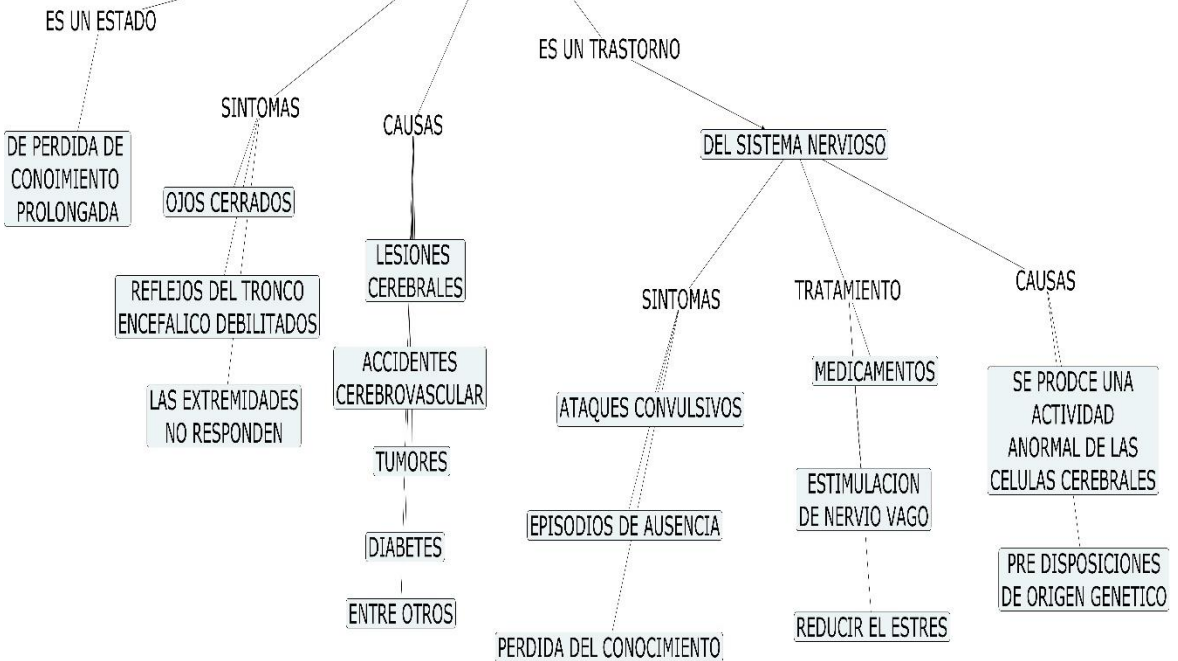 ES UN ESTADO
DE PERDIDA DE
CONOIMIENTO
PROLONGADA
SINTOMAS
OJOS CERRADOS
REFLEJOS DEL TRONCO
ENCEFALICO DEBILITADOS
LAS EXTREMIDADES
NO RESPONDEN
CAUSAS
LESIONES
CEREBRALES
ACCIDENTES
CEREBROVASCULAR
TUMORES
DIABETES
ENTRE OTROS
ES UN TRASTORNO
DEL SISTEMA NERVIOSO
SINTOMAS
ATAQUES CONVULSIVOS
EPISODIOS DE AUSENCIA
PERDIDA DEL CONOCIMIENTO
TRATAMIENTO
MEDICAMENTOS
ESTIMULACION
DE NERVIO VAGO
REDUCIR EL ESTRES
CAUSAS
SE PRODCE UNA
ACTIVIDAD
ANORMAL DE LAS
CELULAS CEREBRALES
PRE DISPOSICIONES
DE ORIGEN GENETICO